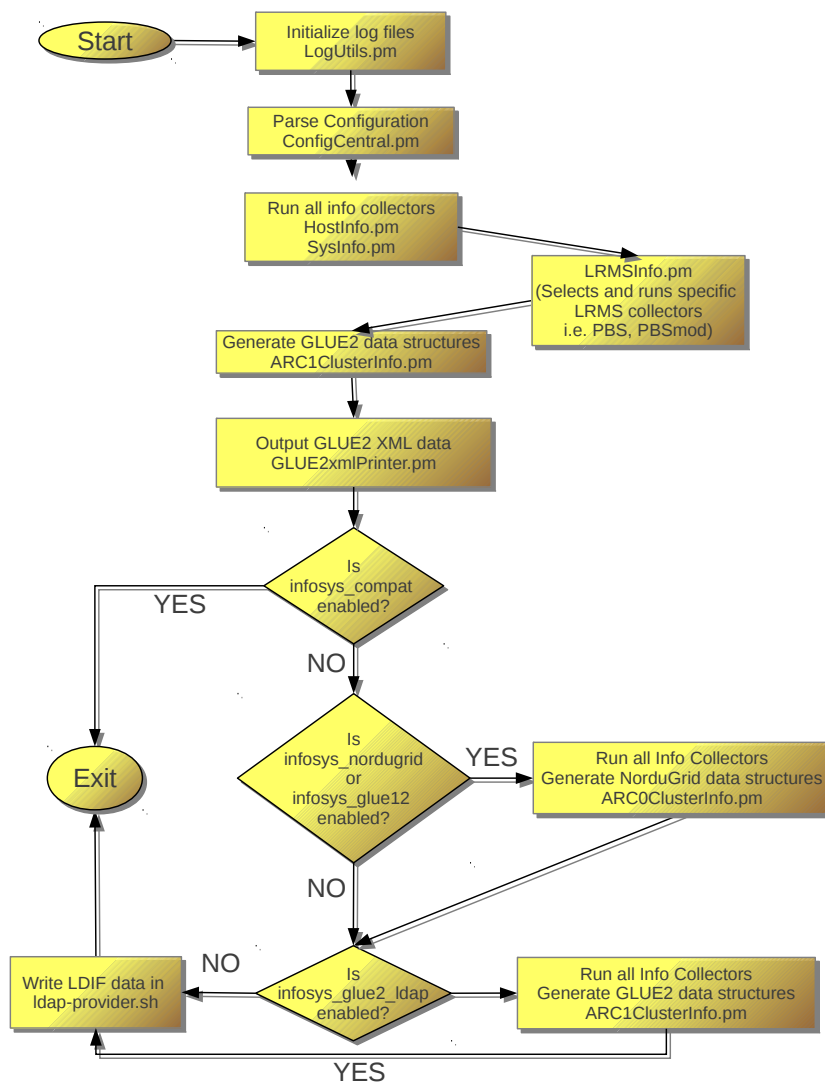 Start
Initialize log files
LogUtils.pm
Parse Configuration
ConfigCentral.pm
Run all info collectors
HostInfo.pm
SysInfo.pm
LRMSInfo.pm
(Selects and runs specific
LRMS collectors
i.e. PBS, PBSmod)
Generate GLUE2 data structures
ARC1ClusterInfo.pm
Output GLUE2 XML data
GLUE2xmlPrinter.pm
Is
infosys_compat
enabled?
YES
NO
Is
infosys_nordugrid
or
infosys_glue12
enabled?
YES
Run all Info Collectors
Generate NorduGrid data structures
ARC0ClusterInfo.pm
Exit
NO
Is
infosys_glue2_ldap
enabled?
NO
Write LDIF data in
ldap-provider.sh
Run all Info Collectors
Generate GLUE2 data structures
ARC1ClusterInfo.pm
YES